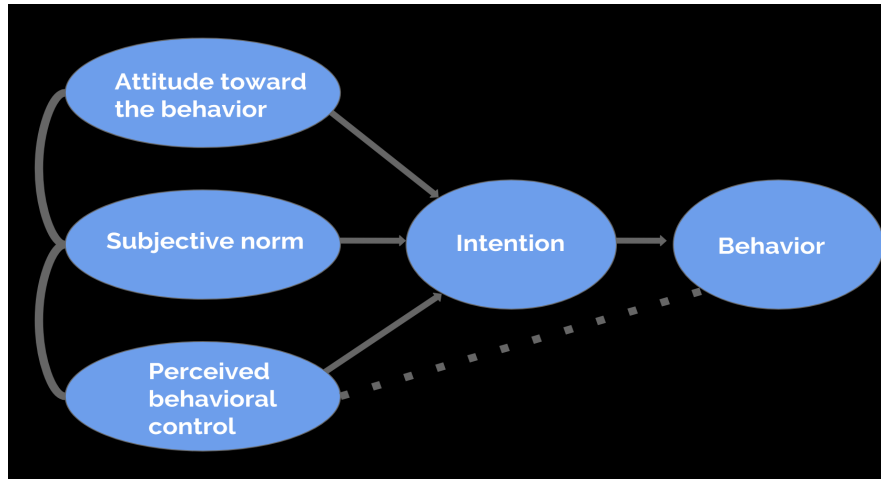 Attitude toward
the behavior
Subjective norm
Perceived
behavioral
control
Intention
Behavior